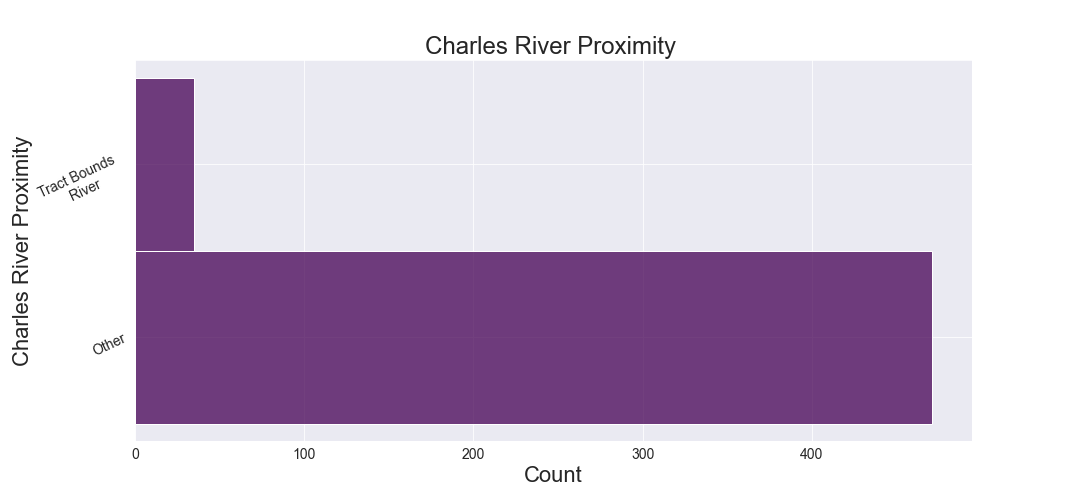 Charles River Proximity
Charles River Proximity
Tract Bounds
River
Other
0
100
200
300
400
Count